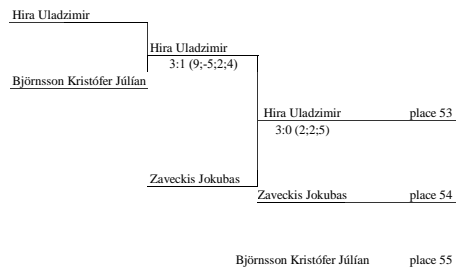 Hira Uladzimir
Hira Uladzimir
3:1 (9;-5;2;4)
Björnsson Kristófer Júlían
Hira Uladzimir place 53
3:0 (2;2;5)
Zaveckis Jokubas
Zaveckis Jokubas place 54
Björnsson Kristófer Júlían place 55